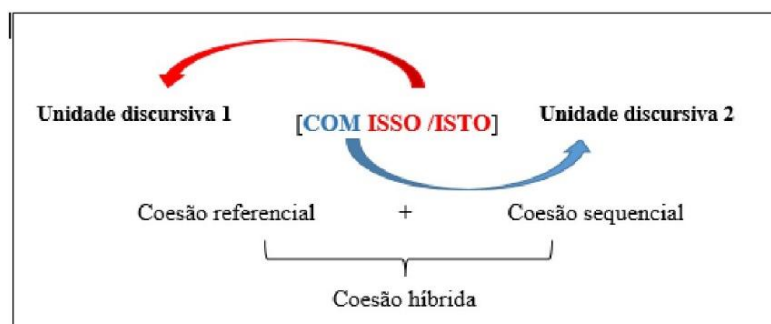 Unidade discursiva 1 [COM ISSO /ISTO] Unidade discursiva 2
Coesão referencial + Coesão sequencial
Coesão híbrida